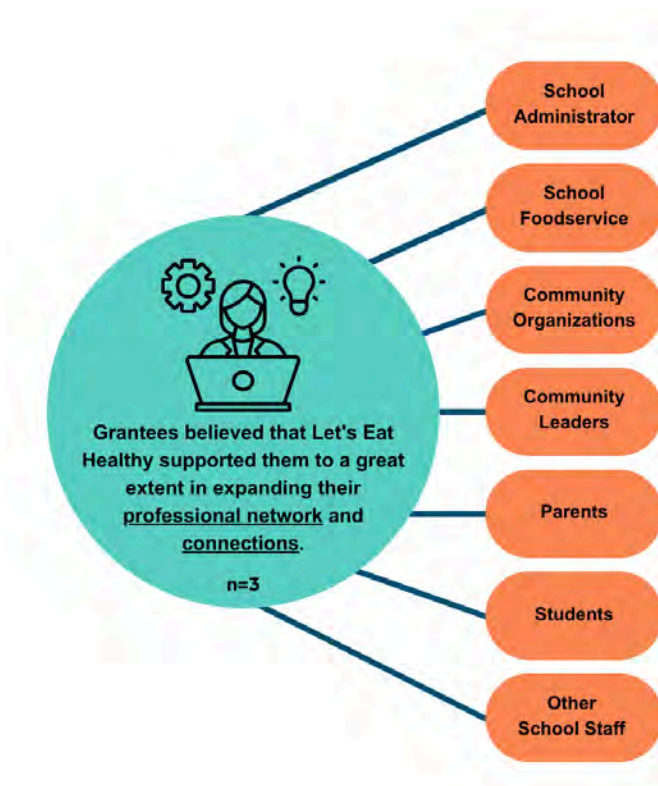 School
Administrator
School
Foodservice
Community
Organizations
Community
Leaders
Parents
Students
Other
School Staff
Grantees believed that Let's Eat
Healthy supported them to a great
extent in expanding their
professional network and
connections.
n=3